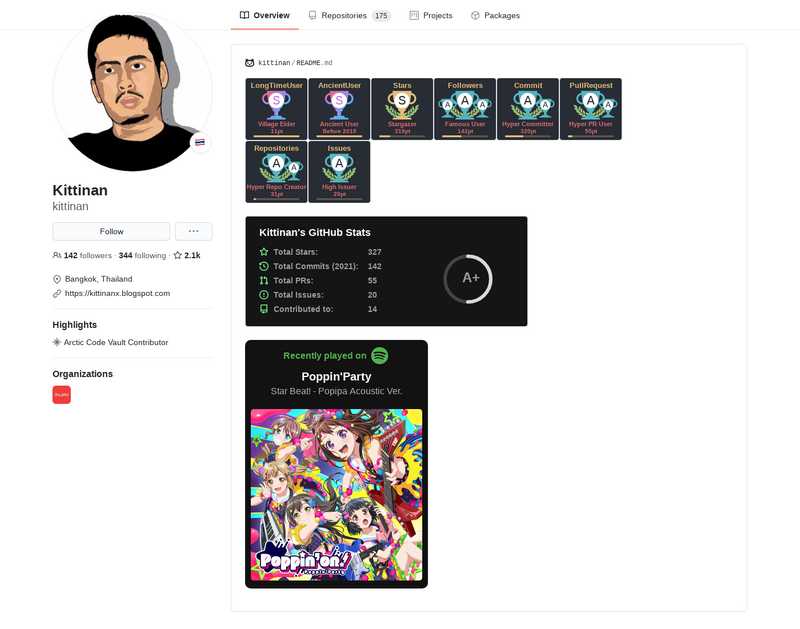 Overview
Repositories 175
Projects
Packages
kittinan/README.md
LongTimeUser
S
Village Elder
11pt
AncientUser
S
Ancient User
Before 2010
Stars
S
Stargazer
Followers
A A A
Famous User
142pt
Commit
A A
Hyper Committer
320pt
PullRequest
A A
Hyper PR User
55pt
Repositories
A A
Hyper Repo Creator
31pt
Issues
A
High Issuer
20pt
Kittinan
kittinan
Follow
142 followers · 344 following · 2.1k
Bangkok, Thailand
https://kittinanx.blogspot.com
Highlights
Arctic Code Vault Contributor
Organizations
Kittinan's GitHub Stats
Total Stars: 327
Total Commits (2021): 142
Total PRs: 55
Total Issues: 20
Contributed to: 14
A+
Recently played on
Poppin'Party
Star Beat! - Popipa Acoustic Ver.
Poppin'on!